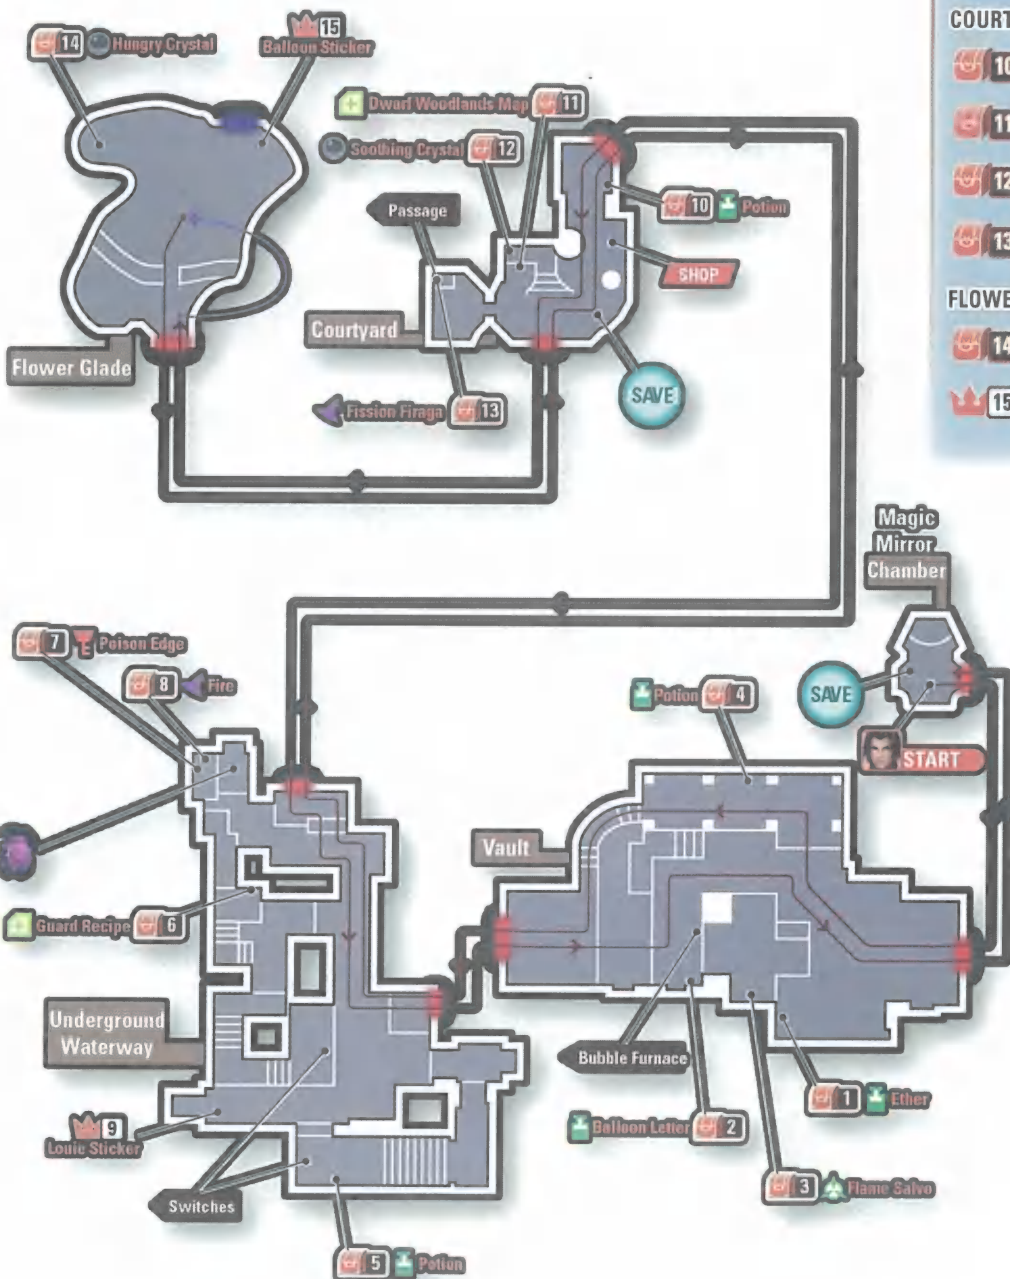 14 Hungry Crystal
15
Balloon Sticker
Dwarf Woodlands Map 11
Soothing Crystal 12
Passage
10 Potion
SHOP
Courtyard
Flower Glade
Fission Firaga 13
SAVE
COURT
10
11
12
13
FLOWE
14
15
Magic
Mirror
Chamber
7 E Poison Edge
8 Fire
Potion 4
SAVE
START
Vault
Guard Recipe 6
Underground
Waterway
Bubble Furnace
1 Ether
Balloon Letter 2
9
Louie Sticker
3 Flame Salvo
Switches
5 Potion